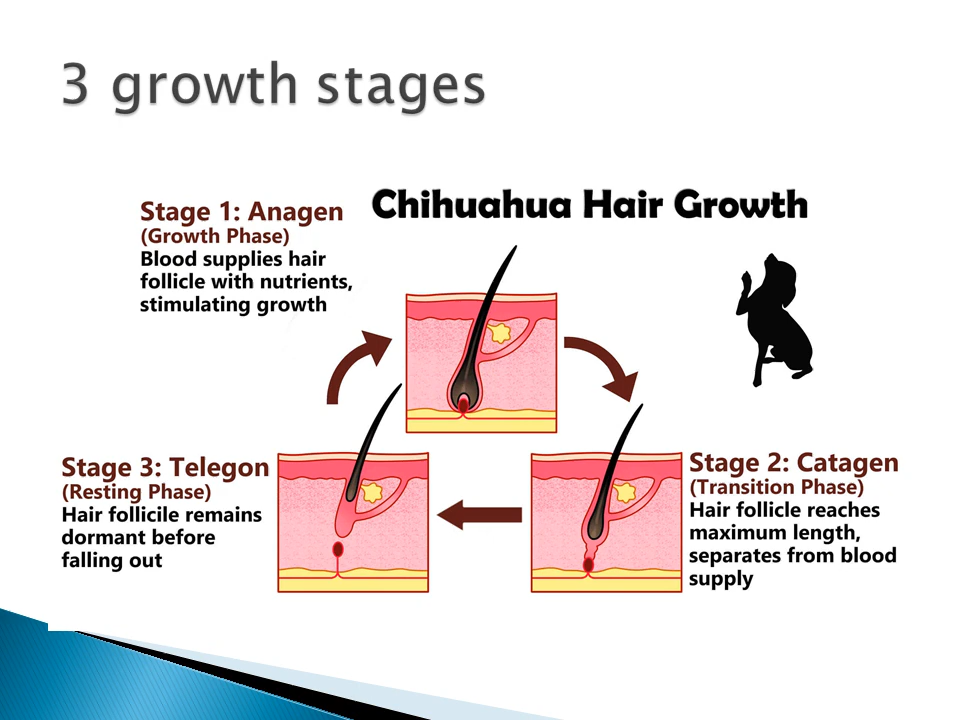 3 growth stages
Chihuahua Hair Growth
Stage 1: Anagen
(Growth Phase)
Blood supplies hair
follicle with nutrients,
stimulating growth
Stage 2: Catagen
(Transition Phase)
Hair follicle reaches
maximum length,
separates from blood
supply
Stage 3: Telegon
(Resting Phase)
Hair follicile remains
dormant before
falling out